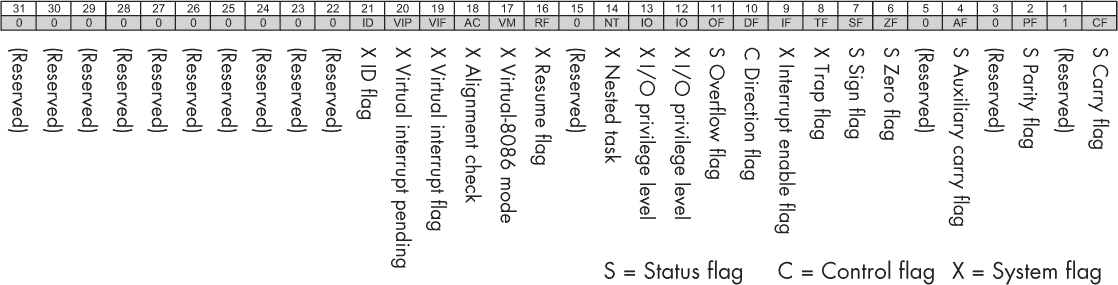 31 30 29 28 27 26 25 24 23 22 21 20 19 18 17 16 15 14 13 12 11 10 9 8 7 6 5 4 3 2 1
0 0 0 0 0 0 0 0 0 0 ID VIP VIF AC VM RF 0 NT IO IO OF DF IF TF SF ZF 0 AF 0 PF 1 CF
(Reserved)
(Reserved)
(Reserved)
(Reserved)
(Reserved)
(Reserved)
(Reserved)
(Reserved)
(Reserved)
(Reserved)
X ID flag
X Virtual interrupt pending
X Virtual interrupt flag
X Alignment check
X Virtual-8086 mode
X Resume flag
(Reserved)
X Nested task
X I/O privilege level
X I/O privilege level
S Overflow flag
C Direction flag
X Interrupt enable flag
X Trap flag
S Sign flag
S Zero flag
(Reserved)
S Auxiliary carry flag
(Reserved)
S Parity flag
(Reserved)
S Carry flag
S = Status flag C = Control flag X = System flag